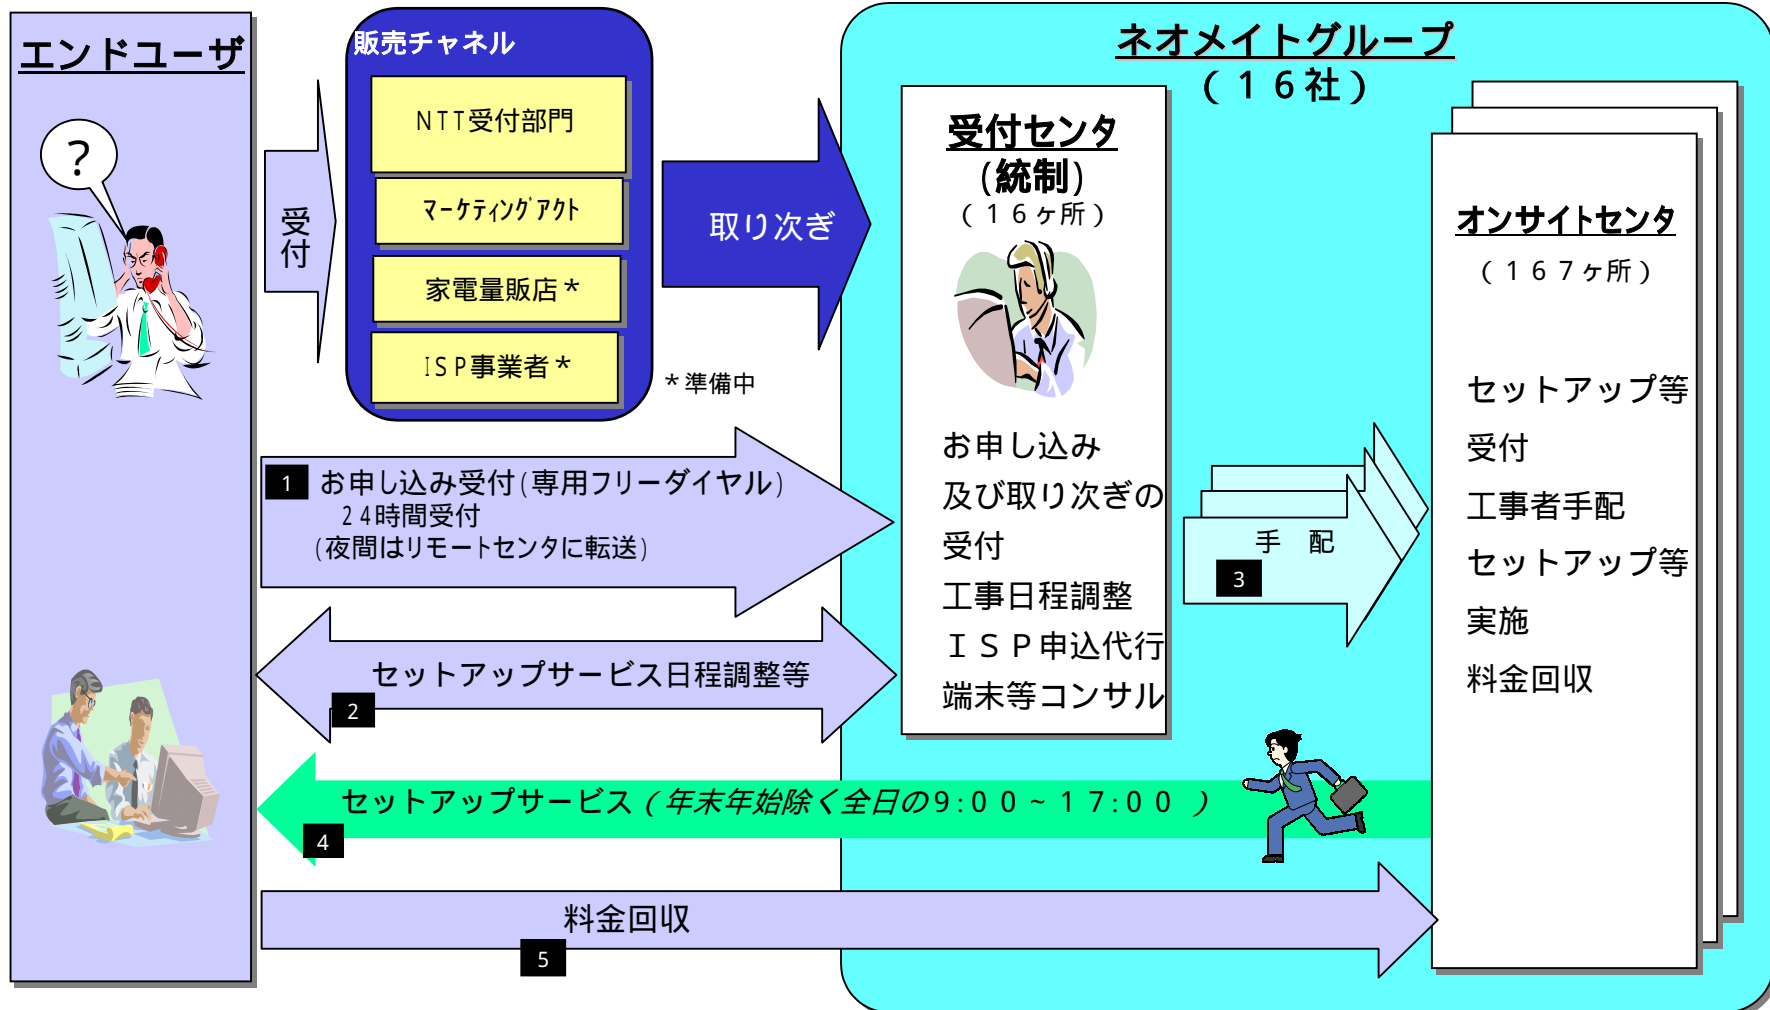 エンドユーザ
?
受付
販売チャネル
NTT受付部門
マーケティングアクト
家電量販店*
ISP事業者*
*準備中
取り次ぎ
ネオメイトグループ
(16社)
受付センタ
(統制)
(16ヶ所)
お申し込み
及び取り次ぎの
受付
工事日程調整
ISP申込代行
端末等コンサル
オンサイトセンタ
(167ヶ所)
セットアップ等
受付
工事者手配
セットアップ等
実施
料金回収
1 お申し込み受付(専用フリーダイヤル)
24時間受付
(夜間はリモートセンタに転送)
手 配
3
セットアップサービス日程調整等
2
セットアップサービス(年末年始除く全日の9:00~17:00 )
4
料金回収
5